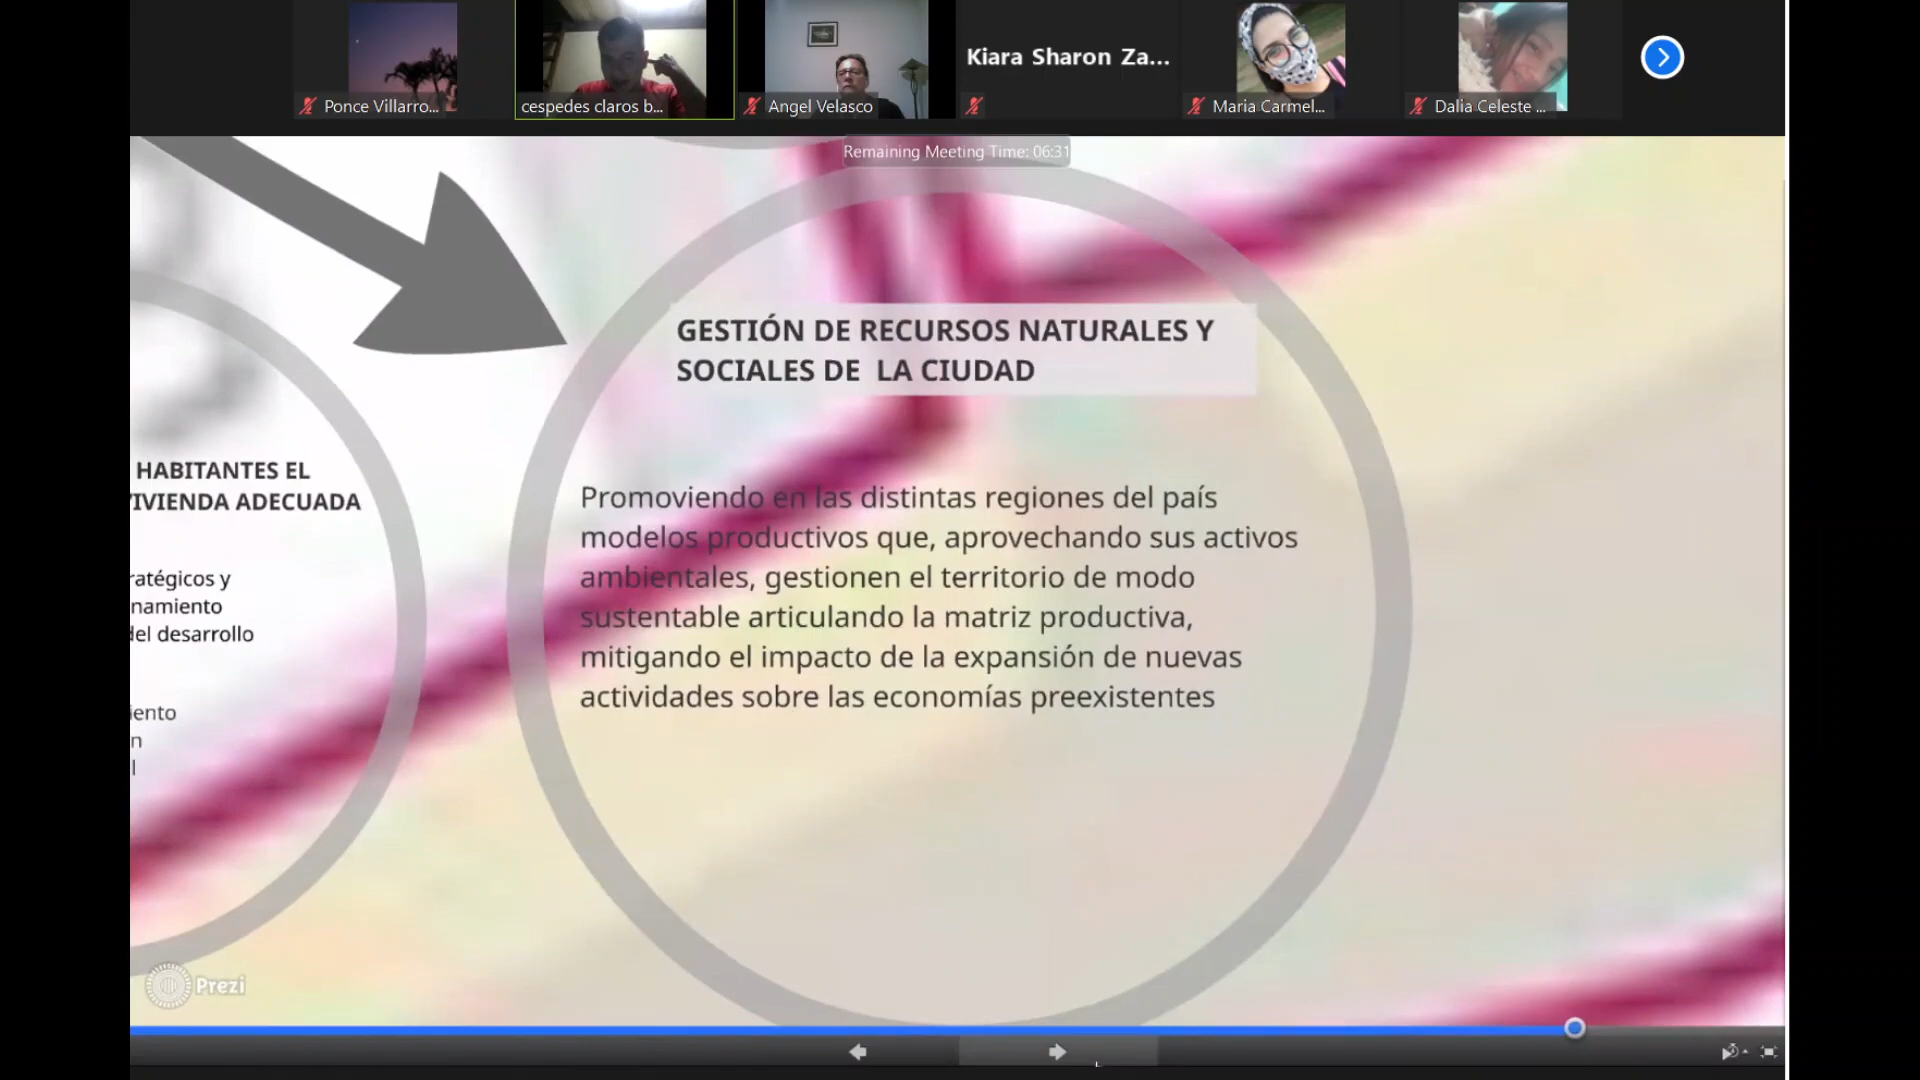 Ponce Villarro...
cespedes claros b...
Angel Velasco
Kiara Sharon Za...
Maria Carmel...
Dalia Celeste ...
Remaining Meeting Time: 06:31
GESTIÓN DE RECURSOS NATURALES Y
SOCIALES DE LA CIUDAD
Promoviendo en las distintas regiones del país
modelos productivos que, aprovechando sus activos
ambientales, gestionen el territorio de modo
sustentable articulando la matriz productiva,
mitigando el impacto de la expansión de nuevas
actividades sobre las economías preexistentes
HABITANTES EL
VIVIENDA ADECUADA
ratégicos y
namiento
del desarrollo
iento
n
l
Prezi